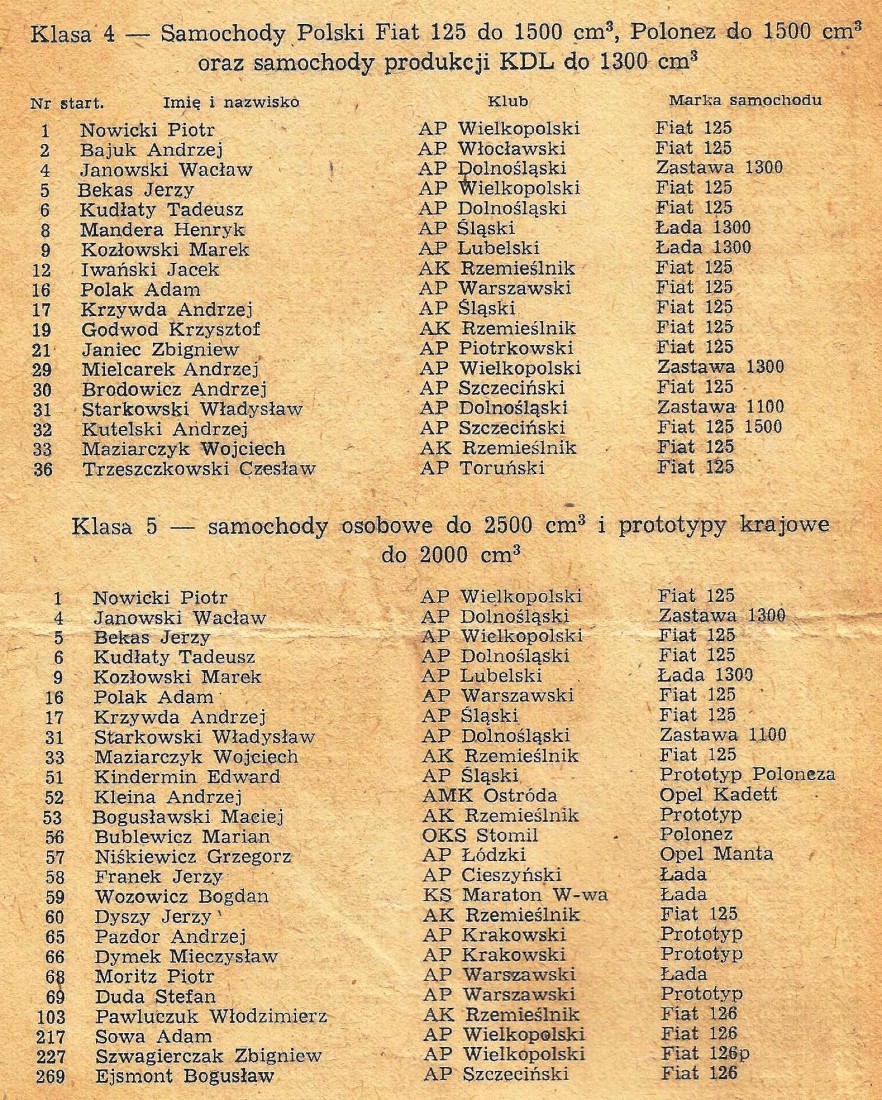 Klasa 4 — Samochody Polski Fiat 125 do 1500 cm³, Polonez do 1500 cm³
oraz samochody produkcji KDL do 1300 cm³
Nr start. Imię i nazwisko Klub Marka samochodu
1 Nowicki Piotr AP Wielkopolski Fiat 125
2 Bajuk Andrzej AP Włocławski Fiat 125
4 Janowski Wacław AP Dolnośląski Zastawa 1300
5 Bekas Jerzy AP Wielkopolski Fiat 125
6 Kudłaty Tadeusz AP Dolnośląski Fiat 125
8 Mandera Henryk AP Śląski Łada 1300
9 Kozłowski Marek AP Lubelski Łada 1300
12 Iwański Jacek AK Rzemieślnik Fiat 125
16 Polak Adam AP Warszawski Fiat 125
17 Krzywda Andrzej AP Śląski Fiat 125
19 Godwod Krzysztof AK Rzemieślnik Fiat 125
21 Janiec Zbigniew AP Piotrkowski Fiat 125
29 Mielcarek Andrzej AP Wielkopolski Zastawa 1300
30 Brodowicz Andrzej AP Szczeciński Fiat 125
31 Starkowski Władysław AP Dolnośląski Zastawa 1100
32 Kutelski Andrzej AP Szczeciński Fiat 125 1500
33 Maziarczyk Wojciech AK Rzemieślnik Fiat 125
36 Trzeszczkowski Czesław AP Toruński Fiat 125
Klasa 5 — samochody osobowe do 2500 cm³ i prototypy krajowe
do 2000 cm³
1 Nowicki Piotr AP Wielkopolski Fiat 125
4 Janowski Wacław AP Dolnośląski Zastawa 1300
5 Bekas Jerzy AP Wielkopolski Fiat 125
6 Kudłaty Tadeusz AP Dolnośląski Fiat 125
9 Kozłowski Marek AP Lubelski Łada 1300
16 Polak Adam AP Warszawski Fiat 125
17 Krzywda Andrzej AP Śląski Fiat 125
31 Starkowski Władysław AP Dolnośląski Zastawa 1100
33 Maziarczyk Wojciech AK Rzemieślnik Fiat 125
51 Kindermin Edward AP Śląski Prototyp Poloneza
52 Kleina Andrzej AMK Ostróda Opel Kadett
53 Bogusławski Maciej AK Rzemieślnik Prototyp
56 Bublewicz Marian OKS Stomil Polonez
57 Niśkiewicz Grzegorz AP Łódzki Opel Manta
58 Franek Jerzy AP Cieszyński Łada
59 Wozowicz Bogdan KS Maraton W-wa Łada
60 Dyszy Jerzy AK Rzemieślnik Fiat 125
65 Pazdor Andrzej AP Krakowski Prototyp
66 Dymek Mieczysław AP Krakowski Prototyp
68 Moritz Piotr AP Warszawski Łada
69 Duda Stefan AP Warszawski Prototyp
103 Pawluczuk Włodzimierz AK Rzemieślnik Fiat 126
217 Sowa Adam AP Wielkopolski Fiat 126
227 Szwagierczak Zbigniew AP Wielkopolski Fiat 126p
269 Ejsmont Bogusław AP Szczeciński Fiat 126